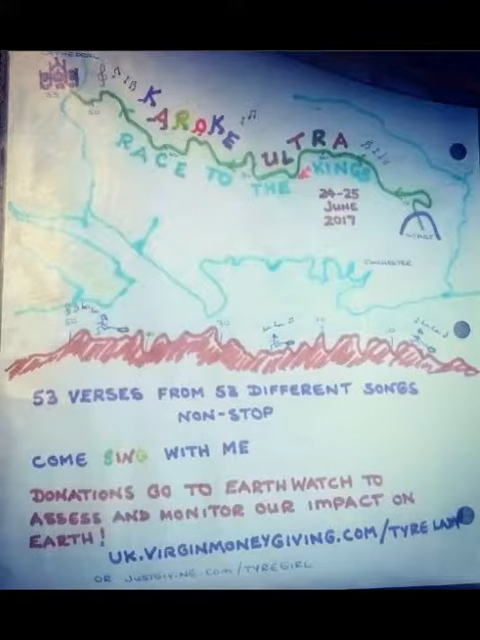 CATHEDRAL
KAROKE
ULTRA
RACE TO THE KINGS
24-25
JUNE
2017
CHICHESTER
53 VERSES FROM 53 DIFFERENT SONGS
NON-STOP
COME SING WITH ME
DONATIONS GO TO EARTHWATCH TO
ASSESS AND MONITOR OUR IMPACT ON
EARTH!
UK.VIRGINMONEYGIVING.COM/TYRE LADY
OR JUSTGIVING.COM/TYREGIRL